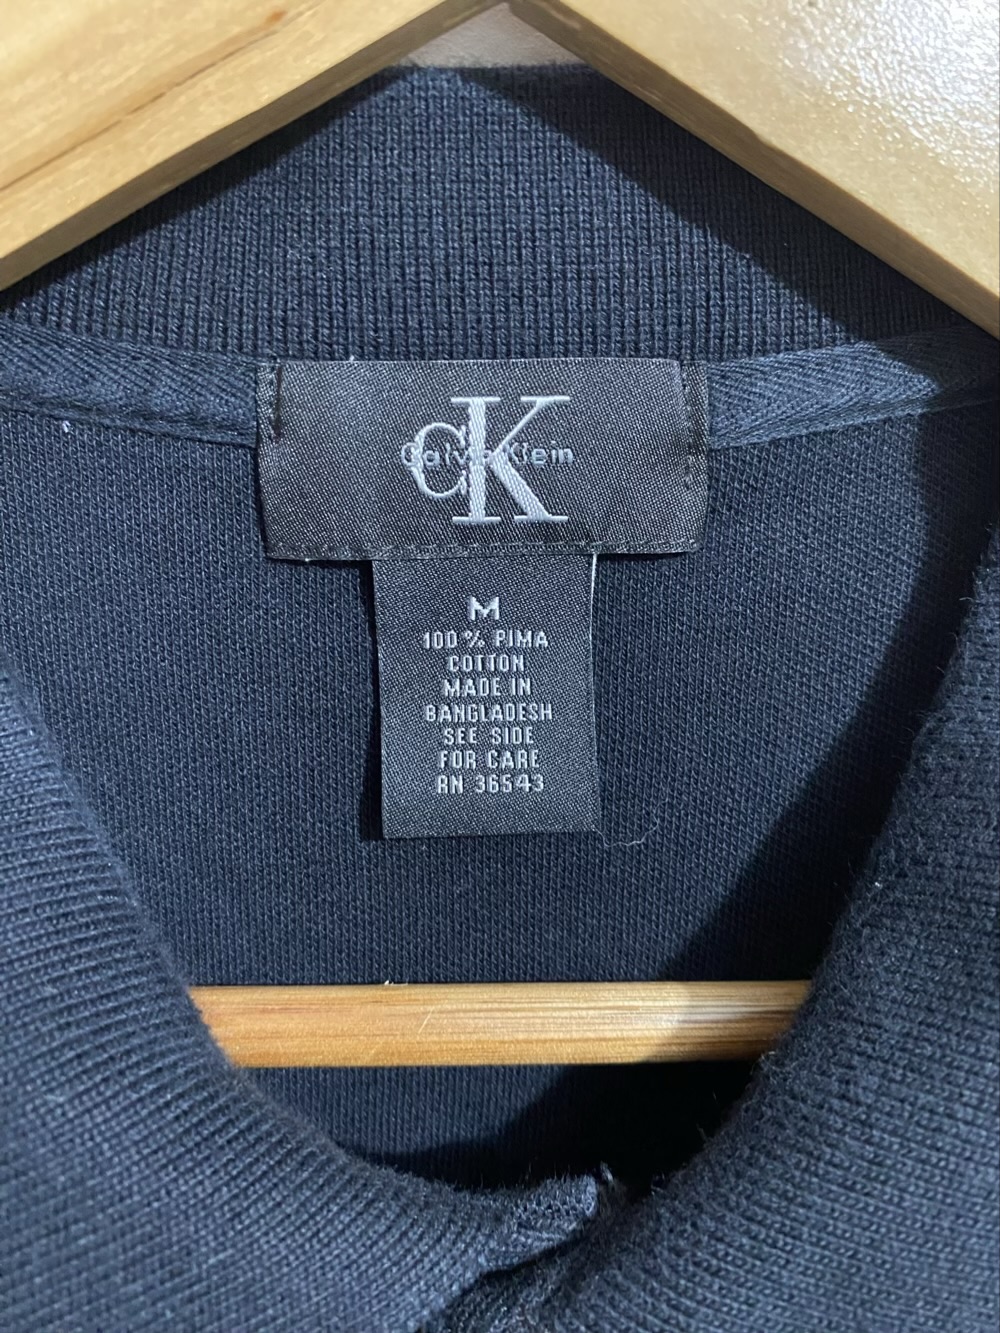 CK
Calvin Klein
M
100% PIMA
COTTON
MADE IN
BANGLADESH
SEE SIDE
FOR CARE
RN 36543